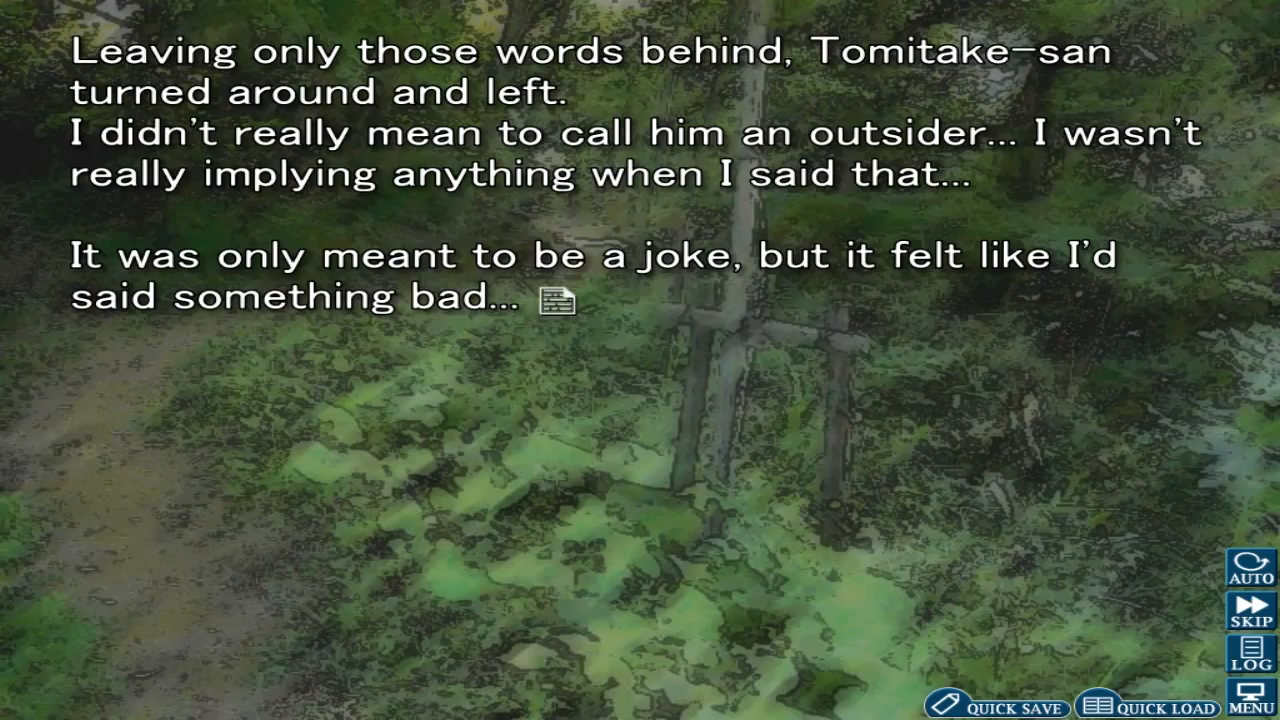 Leaving only those words behind, Tomitake-san
turned around and left.
I didn't really mean to call him an outsider... I wasn't
really implying anything when I said that...
It was only meant to be a joke, but it felt like I'd
said something bad...
AUTO
SKIP
LOG
MENU
QUICK SAVE
QUICK LOAD